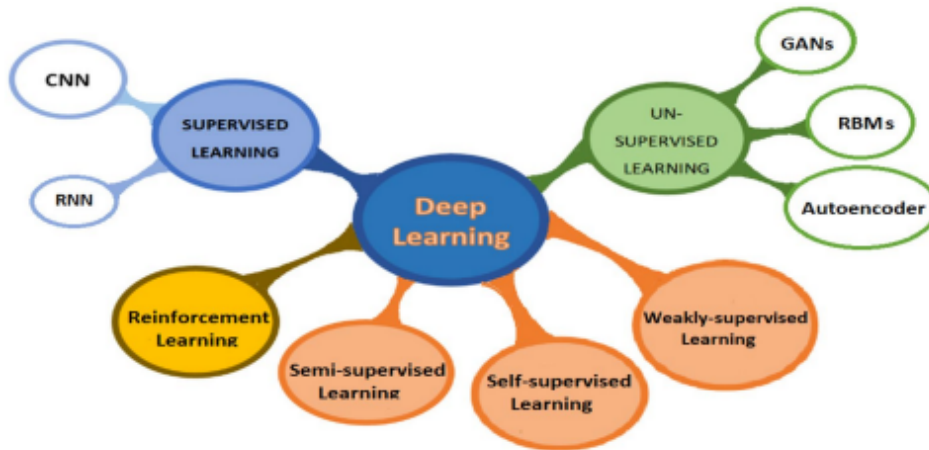 GANs
CNN
UN-
SUPERVISED
LEARNING
SUPERVISED
LEARNING
RBMs
RNN
Autoencoder
Deep
Learning
Reinforcement
Learning
Weakly-supervised
Learning
Semi-supervised
Learning
Self-supervised
Learning